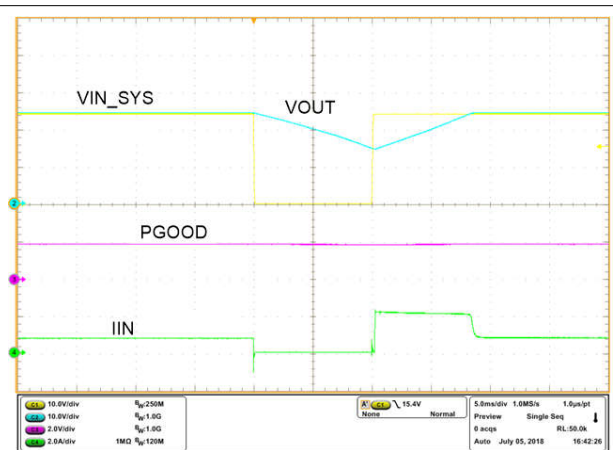 VIN_SYS
VOUT
2
PGOOD
3
IIN
4
C1 10.0V/div BW:250M
C2 10.0V/div BW:1.0G
C3 2.0V/div BW:1.0G
C4 2.0A/div 1MΩ BW:120M
A' C1 15.4V
None Normal
5.0ms/div 1.0MS/s 1.0µs/pt
Preview Single Seq
0 acqs RL:50.0k
Auto July 05, 2018 16:42:26